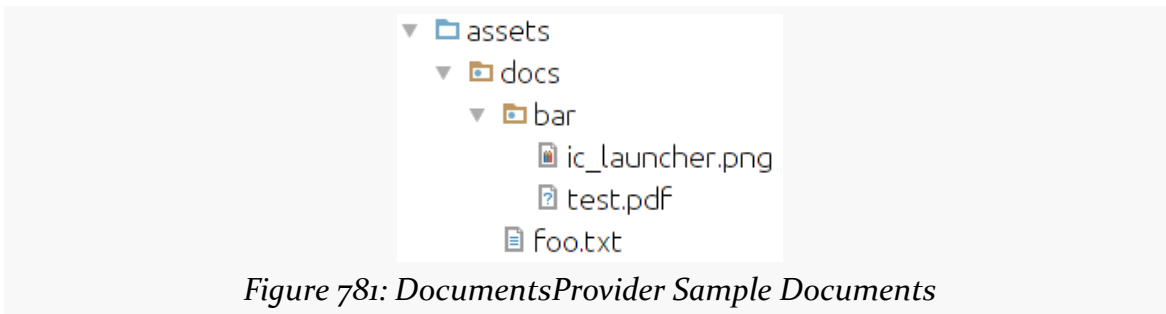 assets
docs
bar
ic_launcher.png
test.pdf
foo.txt
Figure 781: DocumentsProvider Sample Documents